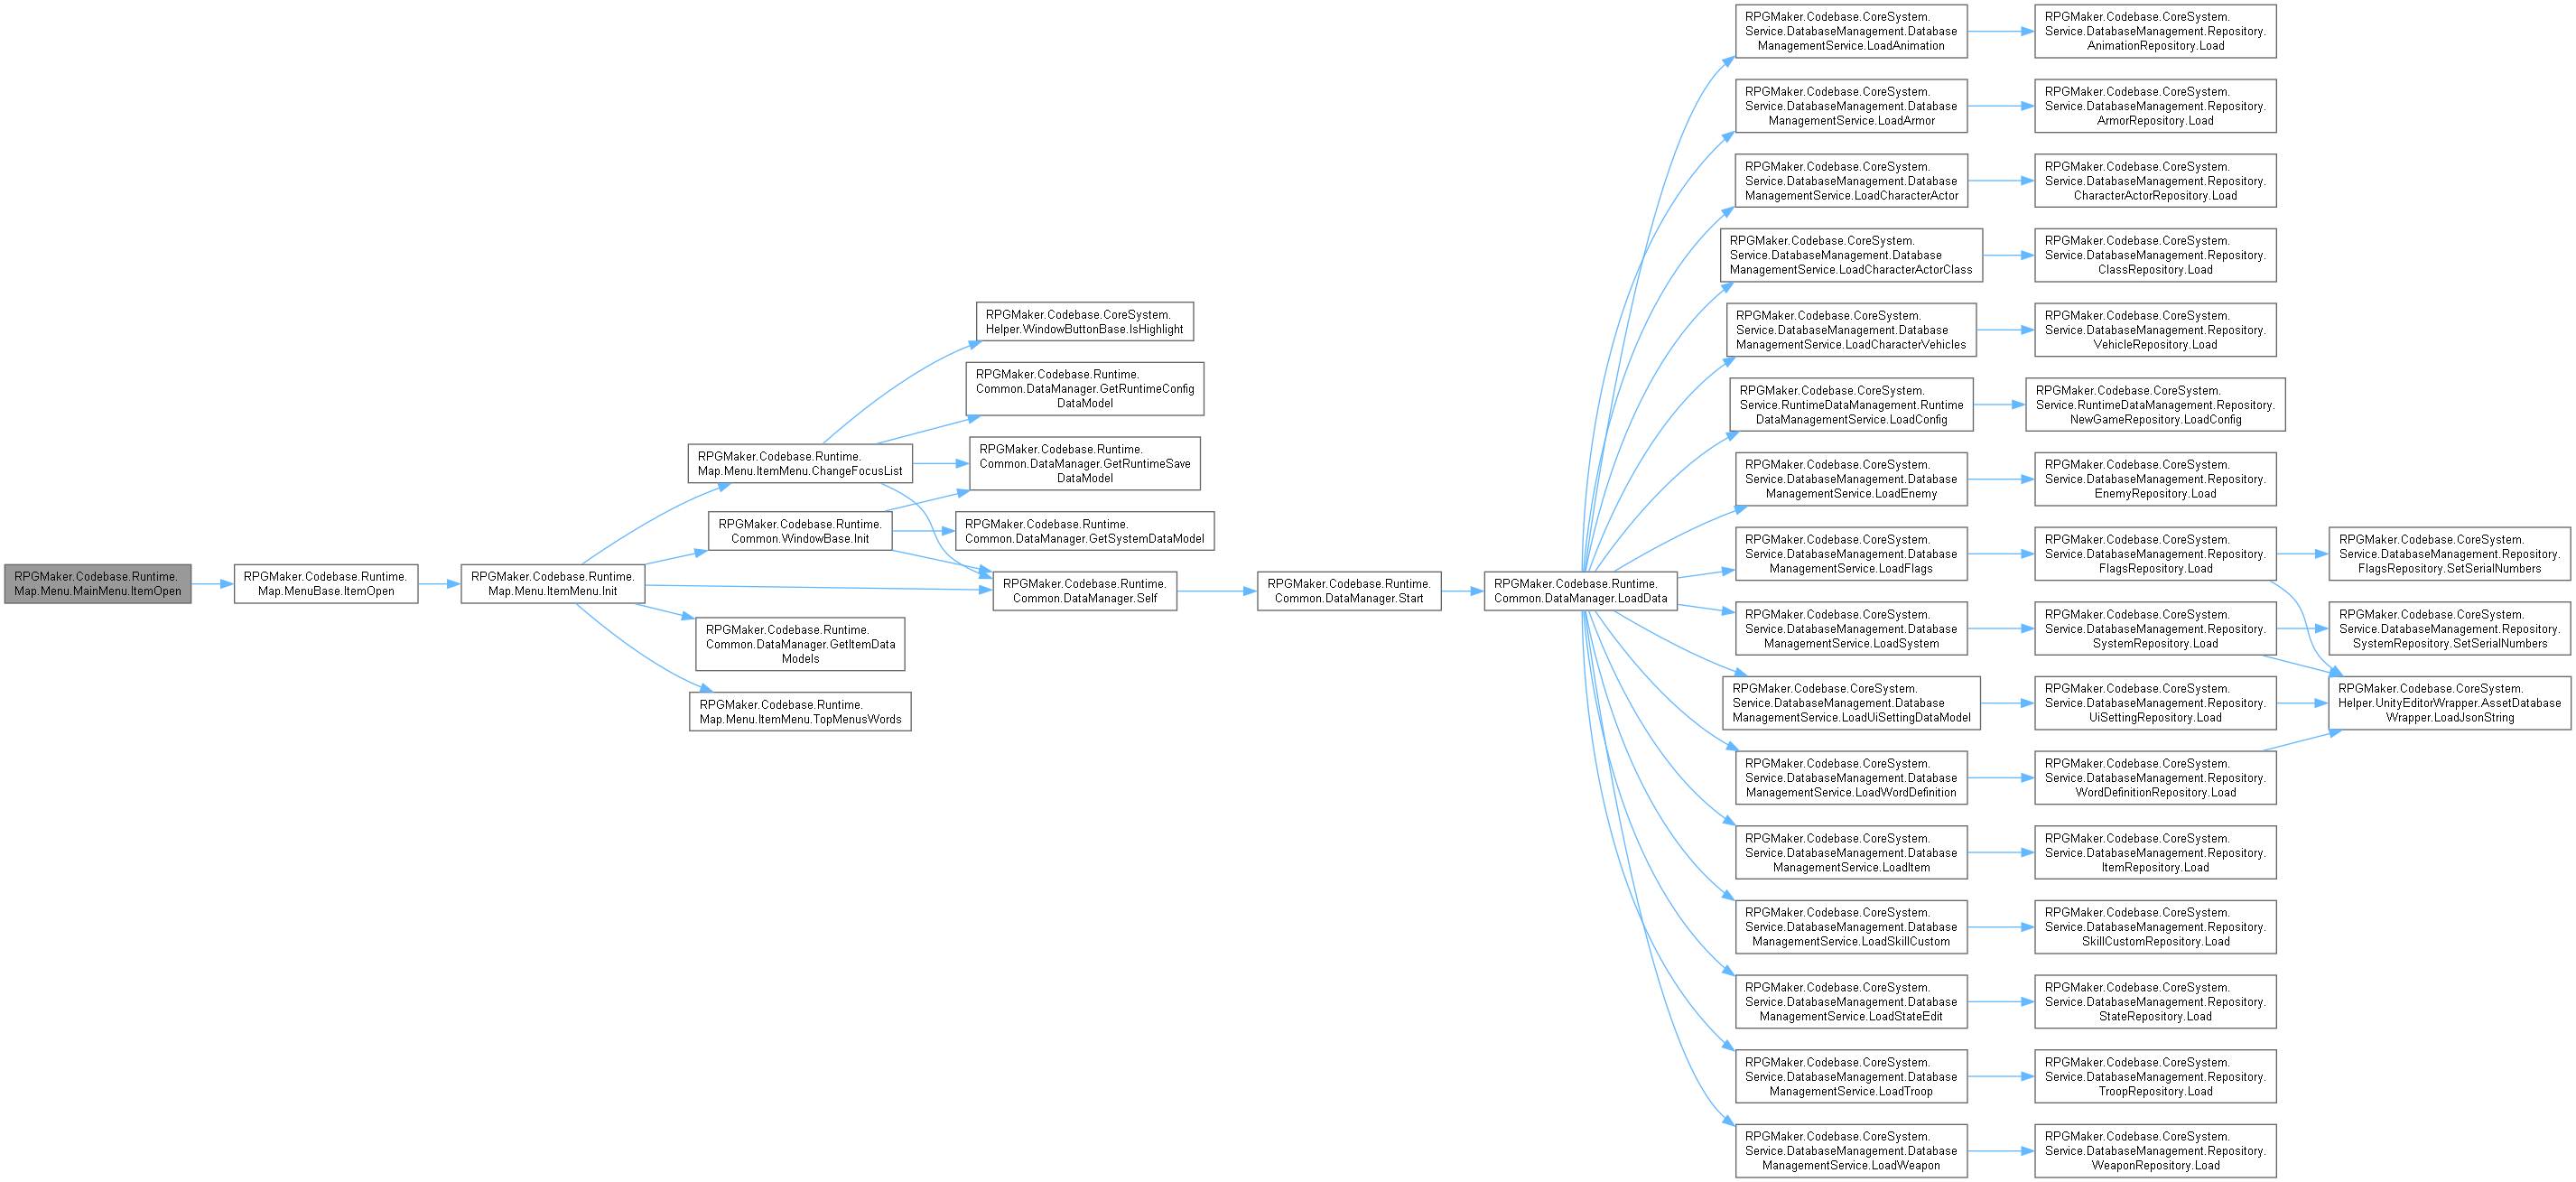 RPGMaker.Codebase.Runtime.
Map.Menu.MainMenu.ItemOpen
RPGMaker.Codebase.Runtime.
Map.MenuBase.ItemOpen
RPGMaker.Codebase.Runtime.
Map.Menu.ItemMenu.Init
RPGMaker.Codebase.Runtime.
Map.Menu.ItemMenu.ChangeFocusList
RPGMaker.Codebase.Runtime.
Common.WindowBase.Init
RPGMaker.Codebase.Runtime.
Common.DataManager.GetItemData
Models
RPGMaker.Codebase.Runtime.
Map.Menu.ItemMenu.TopMenusWords
RPGMaker.Codebase.CoreSystem.
Helper.WindowButtonBase.IsHighlight
RPGMaker.Codebase.Runtime.
Common.DataManager.GetRuntimeConfig
DataModel
RPGMaker.Codebase.Runtime.
Common.DataManager.GetRuntimeSave
DataModel
RPGMaker.Codebase.Runtime.
Common.DataManager.GetSystemDataModel
RPGMaker.Codebase.Runtime.
Common.DataManager.Self
RPGMaker.Codebase.Runtime.
Common.DataManager.Start
RPGMaker.Codebase.Runtime.
Common.DataManager.LoadData
RPGMaker.Codebase.CoreSystem.
Service.DatabaseManagement.Database
ManagementService.LoadAnimation
RPGMaker.Codebase.CoreSystem.
Service.DatabaseManagement.Repository.
AnimationRepository.Load
RPGMaker.Codebase.CoreSystem.
Service.DatabaseManagement.Database
ManagementService.LoadArmor
RPGMaker.Codebase.CoreSystem.
Service.DatabaseManagement.Repository.
ArmorRepository.Load
RPGMaker.Codebase.CoreSystem.
Service.DatabaseManagement.Database
ManagementService.LoadCharacterActor
RPGMaker.Codebase.CoreSystem.
Service.DatabaseManagement.Repository.
CharacterActorRepository.Load
RPGMaker.Codebase.CoreSystem.
Service.DatabaseManagement.Database
ManagementService.LoadCharacterActorClass
RPGMaker.Codebase.CoreSystem.
Service.DatabaseManagement.Repository.
ClassRepository.Load
RPGMaker.Codebase.CoreSystem.
Service.DatabaseManagement.Database
ManagementService.LoadCharacterVehicles
RPGMaker.Codebase.CoreSystem.
Service.DatabaseManagement.Repository.
VehicleRepository.Load
RPGMaker.Codebase.CoreSystem.
Service.RuntimeDataManagement.Runtime
DataManagementService.LoadConfig
RPGMaker.Codebase.CoreSystem.
Service.RuntimeDataManagement.Repository.
NewGameRepository.LoadConfig
RPGMaker.Codebase.CoreSystem.
Service.DatabaseManagement.Database
ManagementService.LoadEnemy
RPGMaker.Codebase.CoreSystem.
Service.DatabaseManagement.Repository.
EnemyRepository.Load
RPGMaker.Codebase.CoreSystem.
Service.DatabaseManagement.Database
ManagementService.LoadFlags
RPGMaker.Codebase.CoreSystem.
Service.DatabaseManagement.Repository.
FlagsRepository.Load
RPGMaker.Codebase.CoreSystem.
Service.DatabaseManagement.Repository.
FlagsRepository.SetSerialNumbers
RPGMaker.Codebase.CoreSystem.
Service.DatabaseManagement.Database
ManagementService.LoadSystem
RPGMaker.Codebase.CoreSystem.
Service.DatabaseManagement.Repository.
SystemRepository.Load
RPGMaker.Codebase.CoreSystem.
Service.DatabaseManagement.Repository.
SystemRepository.SetSerialNumbers
RPGMaker.Codebase.CoreSystem.
Service.DatabaseManagement.Database
ManagementService.LoadUiSettingDataModel
RPGMaker.Codebase.CoreSystem.
Service.DatabaseManagement.Repository.
UiSettingRepository.Load
RPGMaker.Codebase.CoreSystem.
Helper.UnityEditorWrapper.AssetDatabase
Wrapper.LoadJsonString
RPGMaker.Codebase.CoreSystem.
Service.DatabaseManagement.Database
ManagementService.LoadWordDefinition
RPGMaker.Codebase.CoreSystem.
Service.DatabaseManagement.Repository.
WordDefinitionRepository.Load
RPGMaker.Codebase.CoreSystem.
Service.DatabaseManagement.Database
ManagementService.LoadItem
RPGMaker.Codebase.CoreSystem.
Service.DatabaseManagement.Repository.
ItemRepository.Load
RPGMaker.Codebase.CoreSystem.
Service.DatabaseManagement.Database
ManagementService.LoadSkillCustom
RPGMaker.Codebase.CoreSystem.
Service.DatabaseManagement.Repository.
SkillCustomRepository.Load
RPGMaker.Codebase.CoreSystem.
Service.DatabaseManagement.Database
ManagementService.LoadStateEdit
RPGMaker.Codebase.CoreSystem.
Service.DatabaseManagement.Repository.
StateRepository.Load
RPGMaker.Codebase.CoreSystem.
Service.DatabaseManagement.Database
ManagementService.LoadTroop
RPGMaker.Codebase.CoreSystem.
Service.DatabaseManagement.Repository.
TroopRepository.Load
RPGMaker.Codebase.CoreSystem.
Service.DatabaseManagement.Database
ManagementService.LoadWeapon
RPGMaker.Codebase.CoreSystem.
Service.DatabaseManagement.Repository.
WeaponRepository.Load